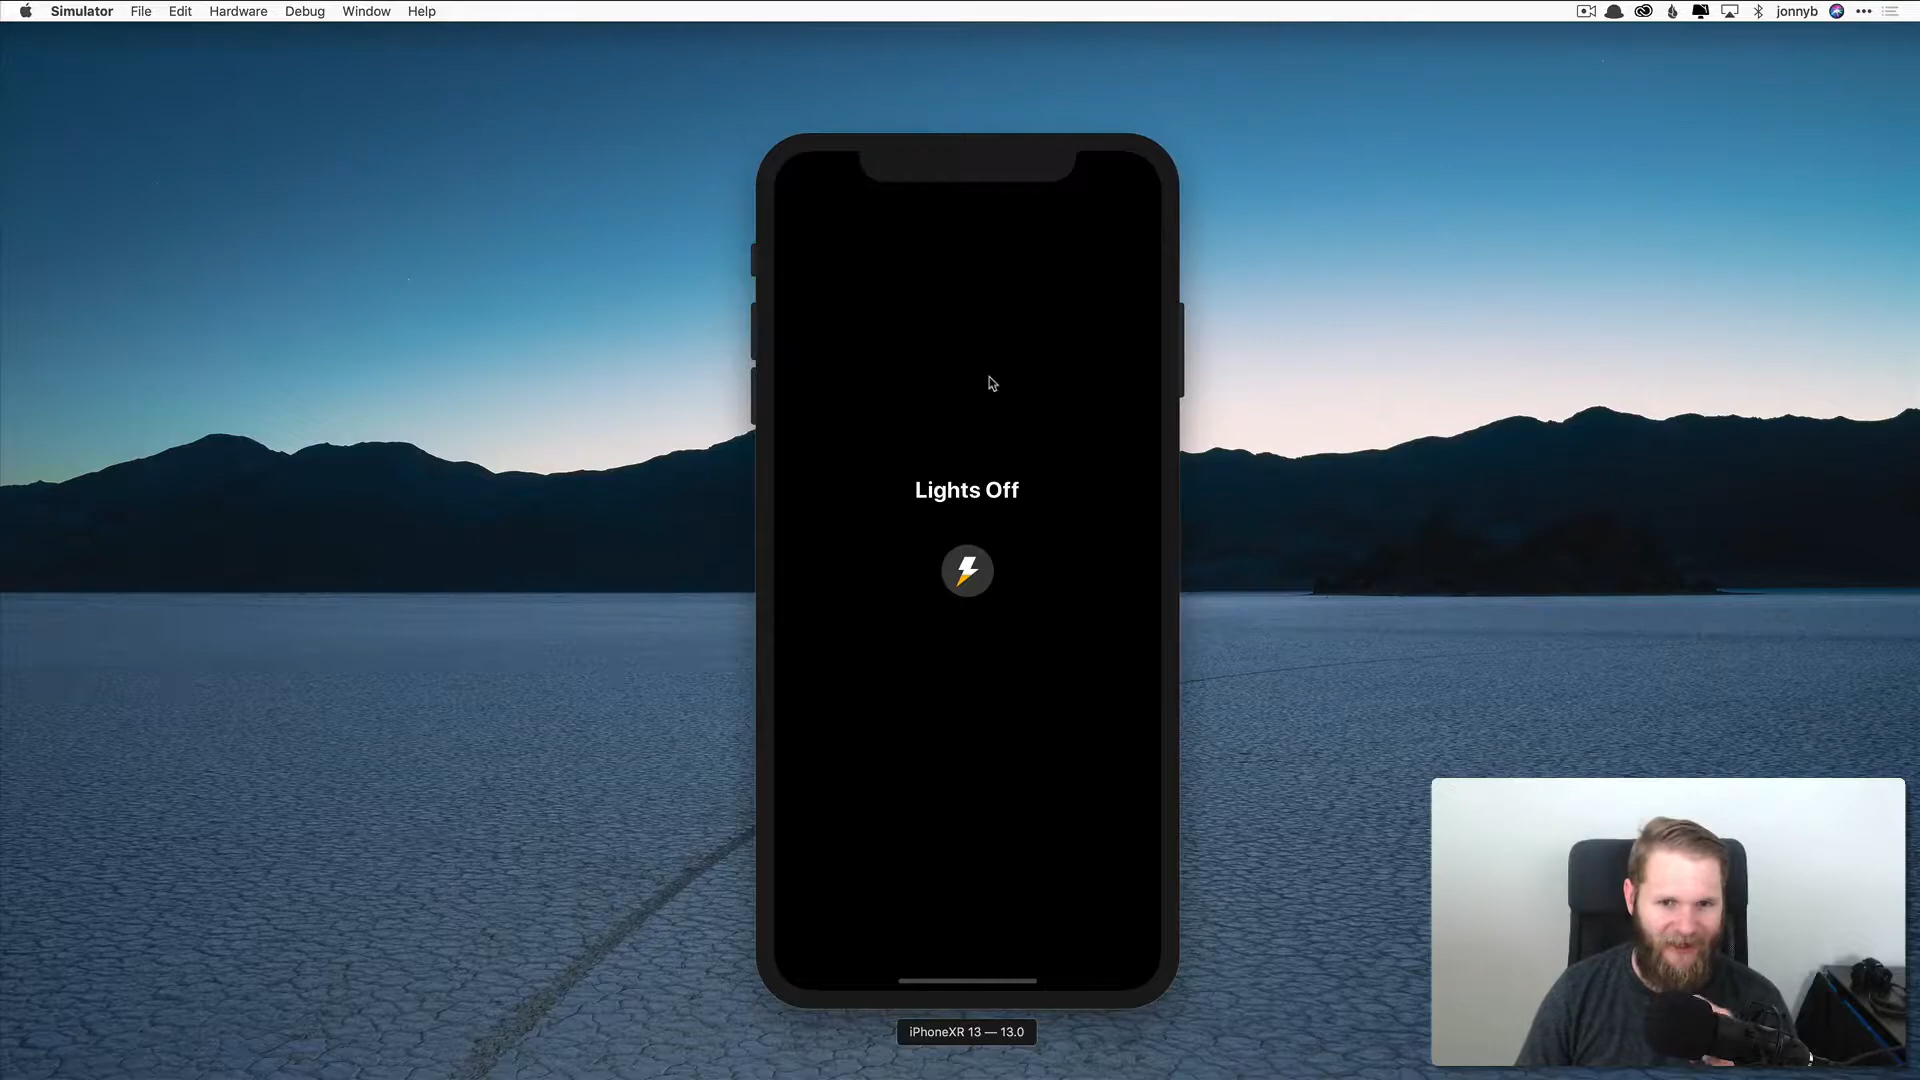 Simulator File Edit Hardware Debug Window Help jonnyb
Lights Off
iPhoneXR 13 — 13.0